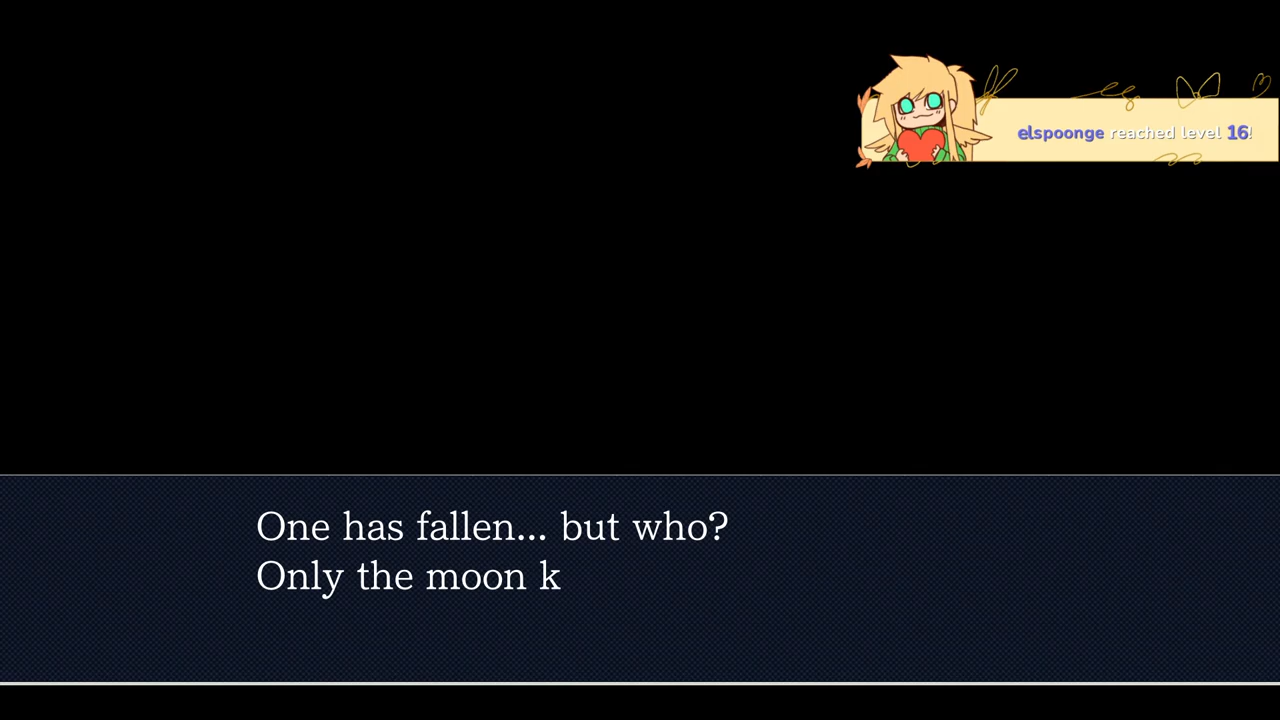 elspoonge reached level 16!
One has fallen... but who?
Only the moon k